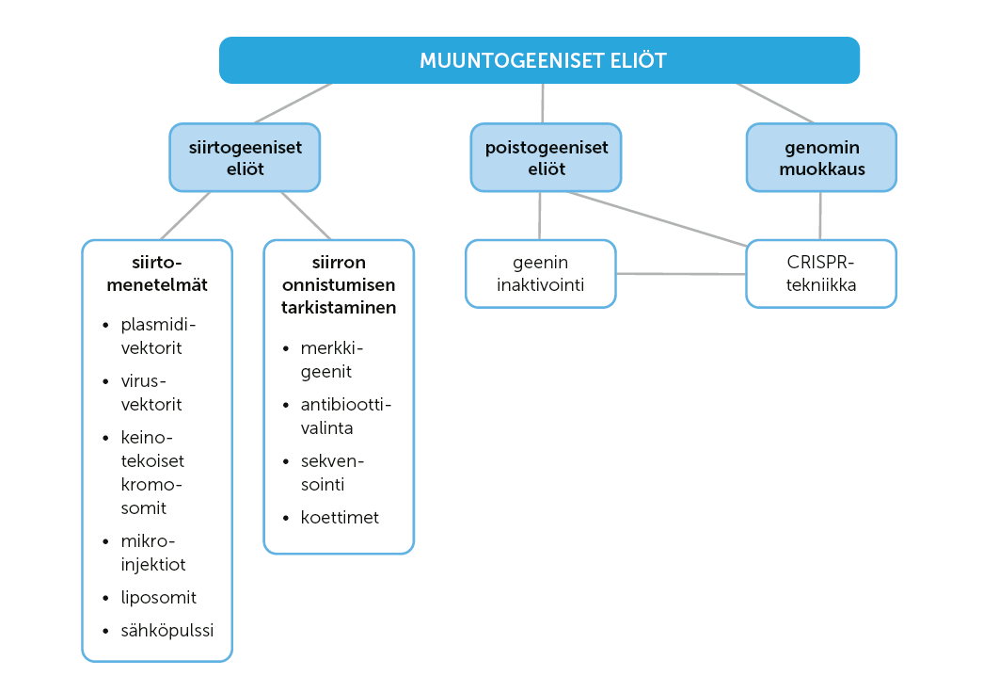 MUUNTOGEENISET ELIÖT
siirtogeeniset
eliöt
poistogeeniset
eliöt
genomin
muokkaus
siirto-
menetelmät
• plasmidi-
vektorit
• virus-
vektorit
• keino-
tekoiset
kromo-
somit
• mikro-
injektiot
• liposomit
• sähköpulssi
siirron
onnistumisen
tarkistaminen
• merkki-
geenit
• antibiootti-
valinta
• sekven-
sointi
• koettimet
geenin
inaktivointi
CRISPR-
tekniikka